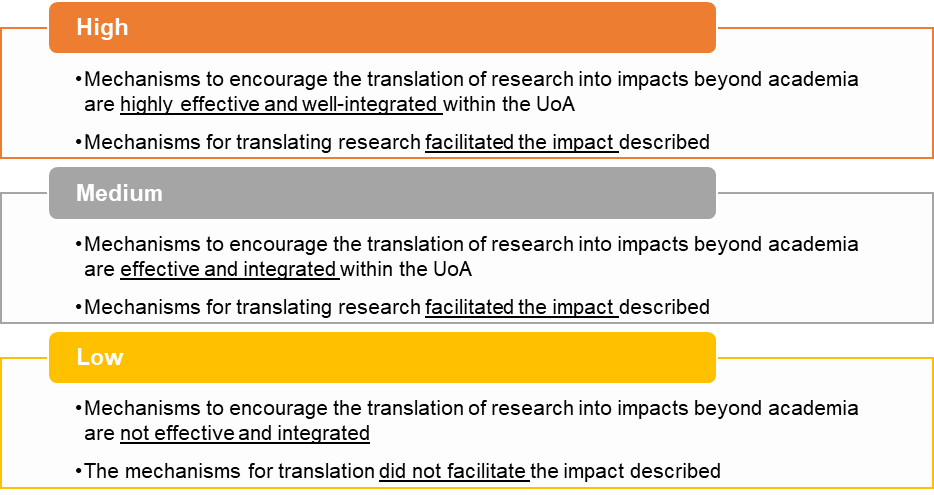 High
•Mechanisms to encourage the translation of research into impacts beyond academia
are highly effective and well-integrated within the UoA
•Mechanisms for translating research facilitated the impact described
Medium
•Mechanisms to encourage the translation of research into impacts beyond academia
are effective and integrated within the UoA
•Mechanisms for translating research facilitated the impact described
Low
•Mechanisms to encourage the translation of research into impacts beyond academia
are not effective and integrated
•The mechanisms for translation did not facilitate the impact described